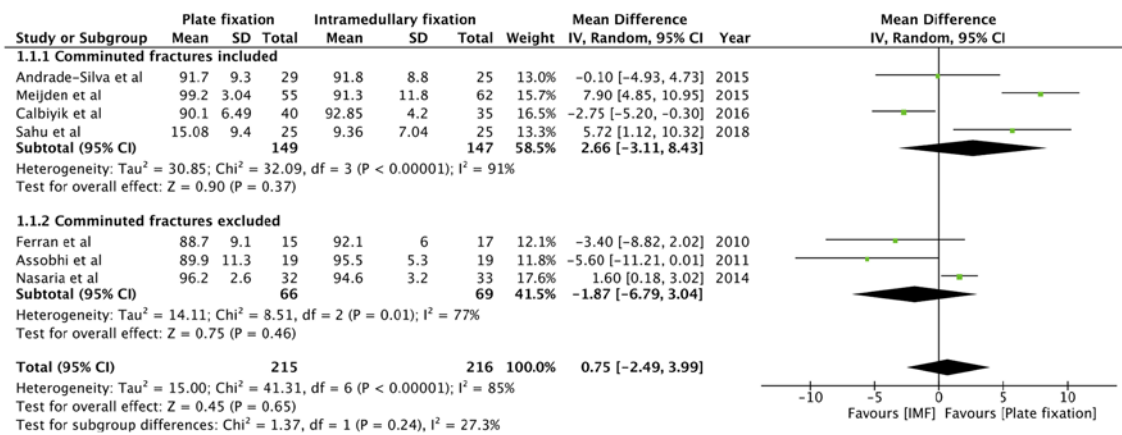 Plate fixation Intramedullary fixation Mean Difference Mean Difference
Study or Subgroup Mean SD Total Mean SD Total Weight IV, Random, 95% CI Year IV, Random, 95% CI
1.1.1 Comminuted fractures included
Andrade-Silva et al 91.7 9.3 29 91.8 8.8 25 13.0% -0.10 [-4.93, 4.73] 2015
Meijden et al 99.2 3.04 55 91.3 11.8 62 15.7% 7.90 [4.85, 10.95] 2015
Calbiyik et al 90.1 6.49 40 92.85 4.2 35 16.5% -2.75 [-5.20, -0.30] 2016
Sahu et al 15.08 9.4 25 9.36 7.04 25 13.3% 5.72 [1.12, 10.32] 2018
Subtotal (95% CI) 149 147 58.5% 2.66 [-3.11, 8.43]
Heterogeneity: Tau² = 30.85; Chi² = 32.09, df = 3 (P < 0.00001); I² = 91%
Test for overall effect: Z = 0.90 (P = 0.37)
1.1.2 Comminuted fractures excluded
Ferran et al 88.7 9.1 15 92.1 6 17 12.1% -3.40 [-8.82, 2.02] 2010
Assobhi et al 89.9 11.3 19 95.5 5.3 19 11.8% -5.60 [-11.21, 0.01] 2011
Nasaria et al 96.2 2.6 32 94.6 3.2 33 17.6% 1.60 [0.18, 3.02] 2014
Subtotal (95% CI) 66 69 41.5% -1.87 [-6.79, 3.04]
Heterogeneity: Tau² = 14.11; Chi² = 8.51, df = 2 (P = 0.01); I² = 77%
Test for overall effect: Z = 0.75 (P = 0.46)
Total (95% CI) 215 216 100.0% 0.75 [-2.49, 3.99]
Heterogeneity: Tau² = 15.00; Chi² = 41.31, df = 6 (P < 0.00001); I² = 85%
Test for overall effect: Z = 0.45 (P = 0.65)
Test for subgroup differences: Chi² = 1.37, df = 1 (P = 0.24), I² = 27.3%
-10 -5 0 5 10
Favours [IMF] Favours [Plate fixation]